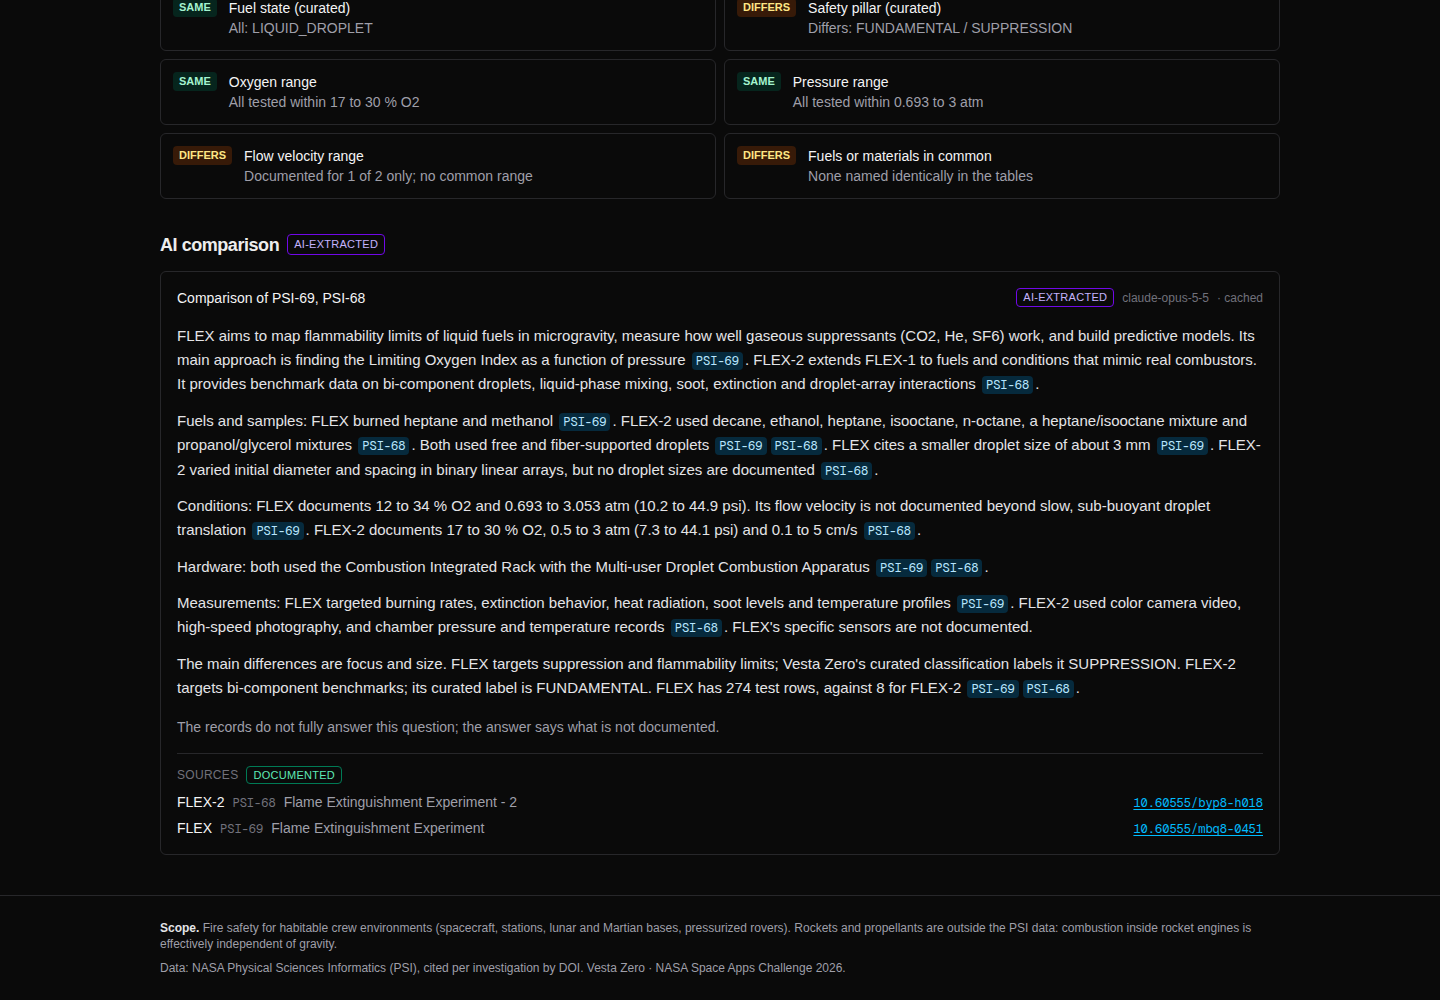 SAME Fuel state (curated)
All: LIQUID_DROPLET
DIFFERS Safety pillar (curated)
Differs: FUNDAMENTAL / SUPPRESSION
SAME Oxygen range
All tested within 17 to 30 % O2
SAME Pressure range
All tested within 0.693 to 3 atm
DIFFERS Flow velocity range
Documented for 1 of 2 only; no common range
DIFFERS Fuels or materials in common
None named identically in the tables
AI comparison AI-EXTRACTED
Comparison of PSI-69, PSI-68
AI-EXTRACTED claude-opus-5-5 · cached
FLEX aims to map flammability limits of liquid fuels in microgravity, measure how well gaseous suppressants (CO2, He, SF6) work, and build predictive models. Its
main approach is finding the Limiting Oxygen Index as a function of pressure PSI-69 . FLEX-2 extends FLEX-1 to fuels and conditions that mimic real combustors.
It provides benchmark data on bi-component droplets, liquid-phase mixing, soot, extinction and droplet-array interactions PSI-68 .
Fuels and samples: FLEX burned heptane and methanol PSI-69 . FLEX-2 used decane, ethanol, heptane, isooctane, n-octane, a heptane/isooctane mixture and
propanol/glycerol mixtures PSI-68 . Both used free and fiber-supported droplets PSI-69 PSI-68 . FLEX cites a smaller droplet size of about 3 mm PSI-69 . FLEX-
2 varied initial diameter and spacing in binary linear arrays, but no droplet sizes are documented PSI-68 .
Conditions: FLEX documents 12 to 34 % O2 and 0.693 to 3.053 atm (10.2 to 44.9 psi). Its flow velocity is not documented beyond slow, sub-buoyant droplet
translation PSI-69 . FLEX-2 documents 17 to 30 % O2, 0.5 to 3 atm (7.3 to 44.1 psi) and 0.1 to 5 cm/s PSI-68 .
Hardware: both used the Combustion Integrated Rack with the Multi-user Droplet Combustion Apparatus PSI-69 PSI-68 .
Measurements: FLEX targeted burning rates, extinction behavior, heat radiation, soot levels and temperature profiles PSI-69 . FLEX-2 used color camera video,
high-speed photography, and chamber pressure and temperature records PSI-68 . FLEX's specific sensors are not documented.
The main differences are focus and size. FLEX targets suppression and flammability limits; Vesta Zero's curated classification labels it SUPPRESSION. FLEX-2
targets bi-component benchmarks; its curated label is FUNDAMENTAL. FLEX has 274 test rows, against 8 for FLEX-2 PSI-69 PSI-68 .
The records do not fully answer this question; the answer says what is not documented.
SOURCES DOCUMENTED
FLEX-2 PSI-68 Flame Extinguishment Experiment - 2 10.60555/byp8-h018
FLEX PSI-69 Flame Extinguishment Experiment 10.60555/mbq8-0451
Scope. Fire safety for habitable crew environments (spacecraft, stations, lunar and Martian bases, pressurized rovers). Rockets and propellants are outside the PSI data: combustion inside rocket engines is
effectively independent of gravity.
Data: NASA Physical Sciences Informatics (PSI), cited per investigation by DOI. Vesta Zero · NASA Space Apps Challenge 2026.